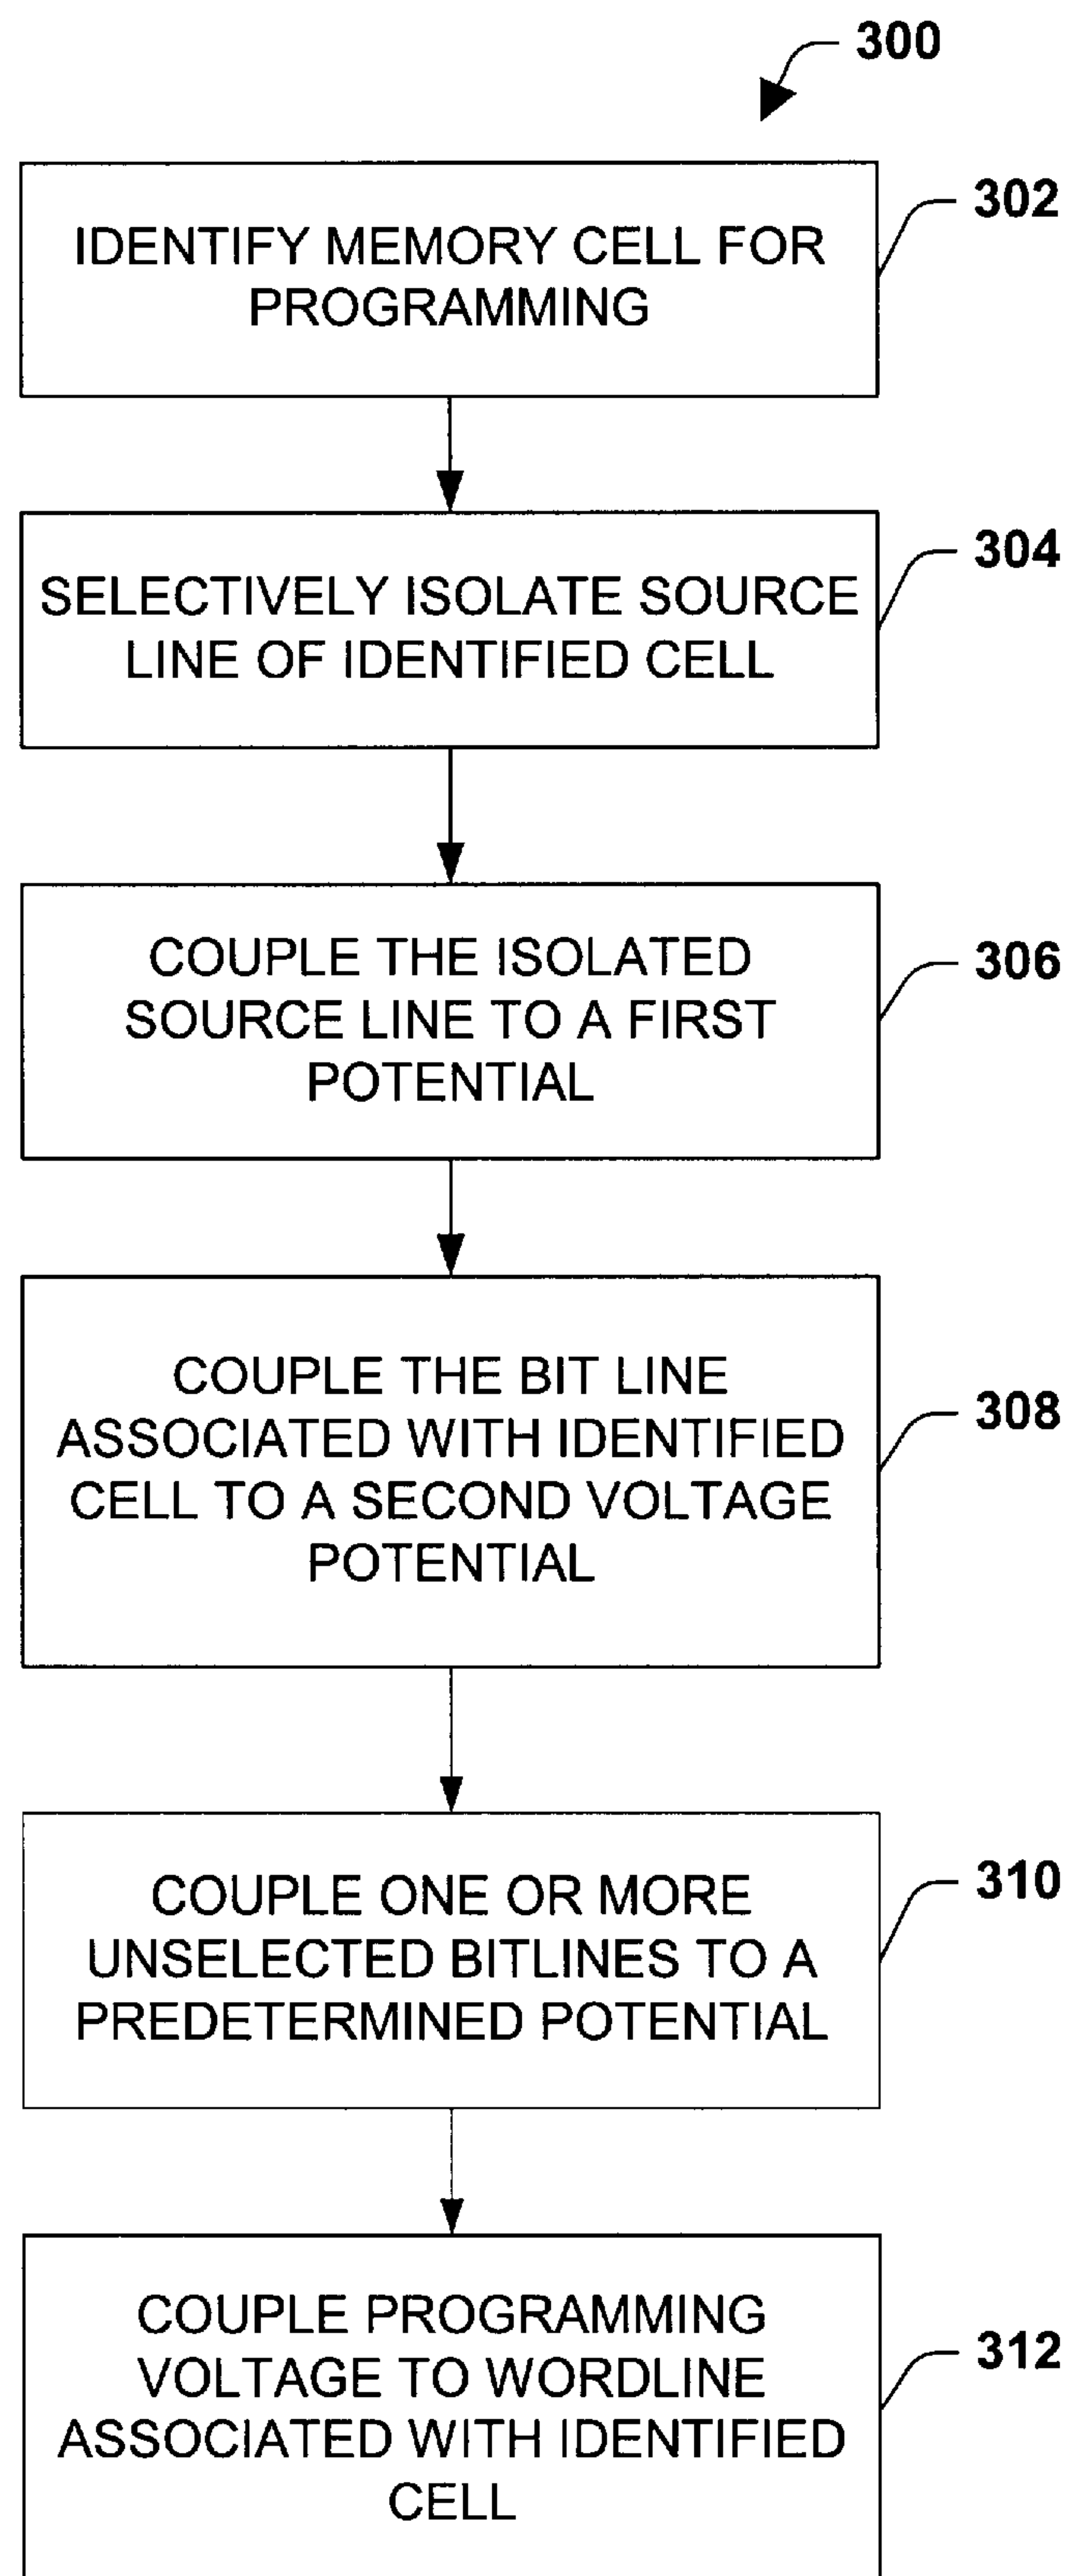 300
IDENTIFY MEMORY CELL FOR
PROGRAMMING
302
SELECTIVELY ISOLATE SOURCE
LINE OF IDENTIFIED CELL
304
COUPLE THE ISOLATED
SOURCE LINE TO A FIRST
POTENTIAL
306
COUPLE THE BIT LINE
ASSOCIATED WITH IDENTIFIED
CELL TO A SECOND VOLTAGE
POTENTIAL
308
COUPLE ONE OR MORE
UNSELECTED BITLINES TO A
PREDETERMINED POTENTIAL
310
COUPLE PROGRAMMING
VOLTAGE TO WORDLINE
ASSOCIATED WITH IDENTIFIED
CELL
312